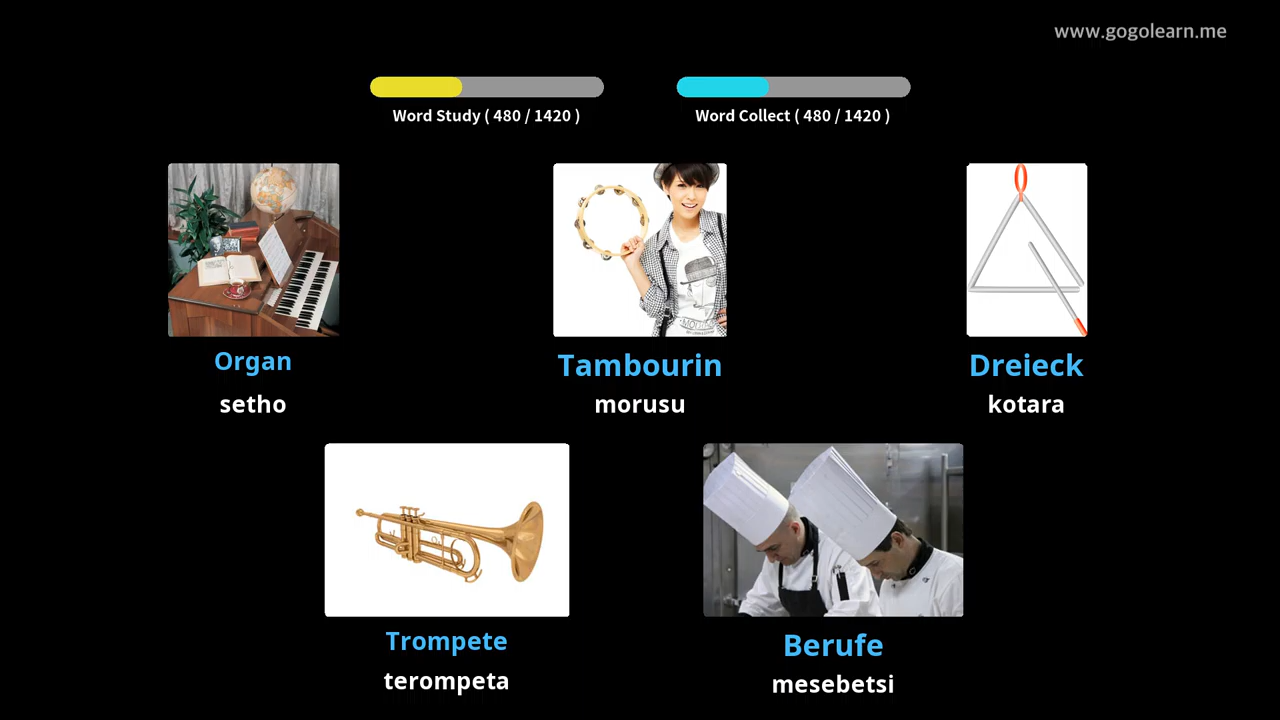 www.gogolearn.me
Word Study ( 480 / 1420 )
Word Collect ( 480 / 1420 )
Organ
Tambourin
Dreieck
setho
morusu
kotara
Trompete
Berufe
terompeta
mesebetsi